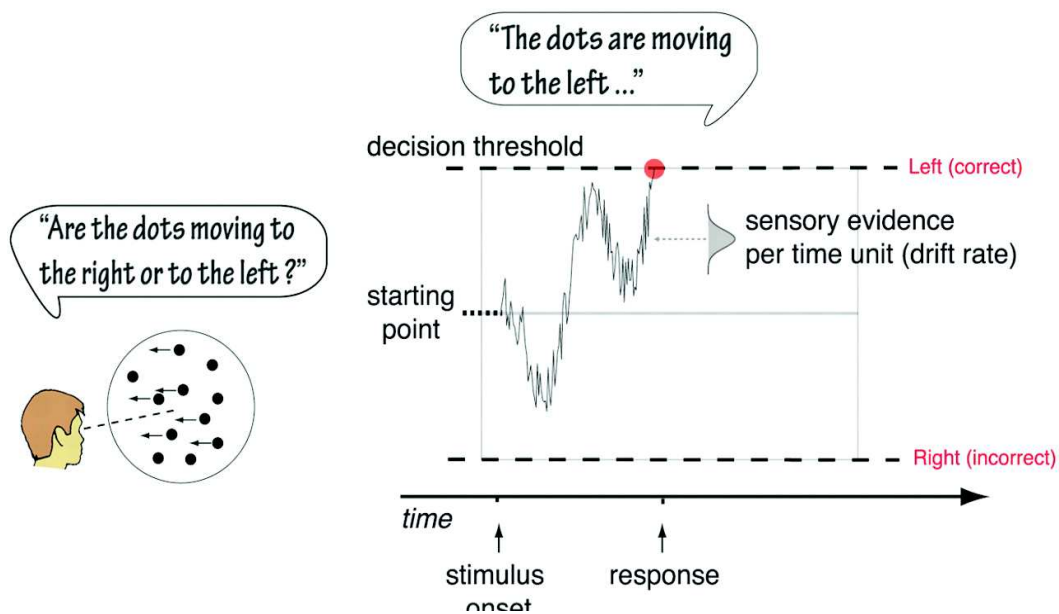 “The dots are moving
to the left ...”
decision threshold
Left (correct)
“Are the dots moving to
the right or to the left ?”
sensory evidence
per time unit (drift rate)
starting
point
Right (incorrect)
time
stimulus
onset
response